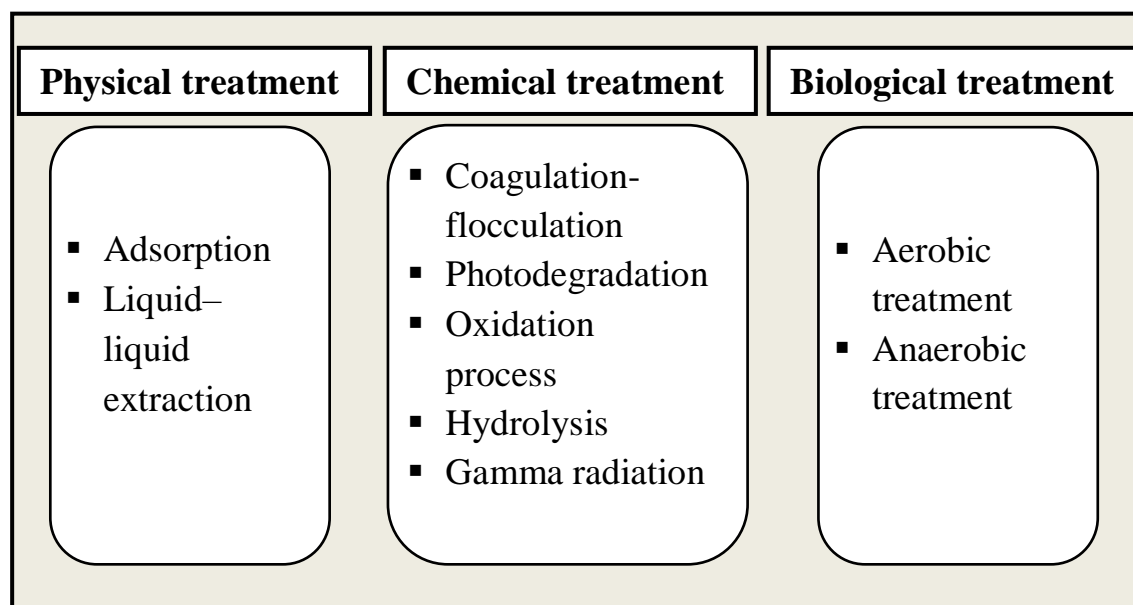 Physical treatment
▪ Adsorption
▪ Liquid–
liquid
extraction
Chemical treatment
▪ Coagulation-
flocculation
▪ Photodegradation
▪ Oxidation
process
▪ Hydrolysis
▪ Gamma radiation
Biological treatment
▪ Aerobic
treatment
▪ Anaerobic
treatment